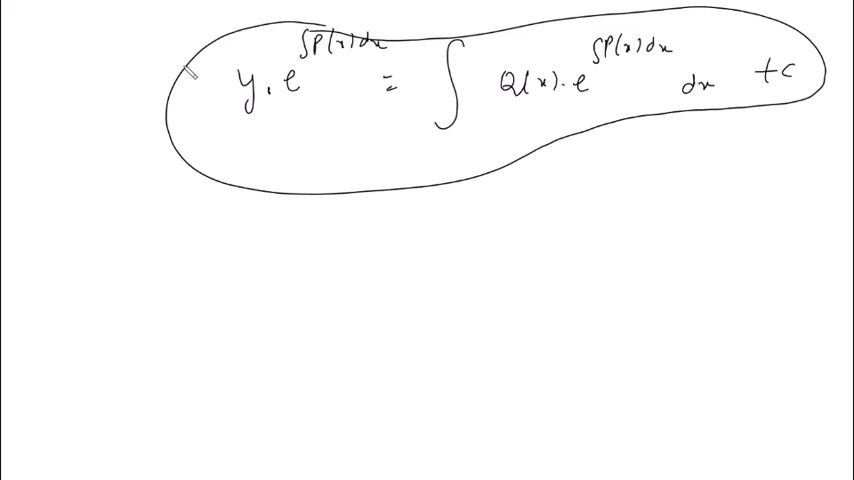 y. e^{∫P(x)dx} = ∫ Q(x). e^{∫P(x)dx} dx + c